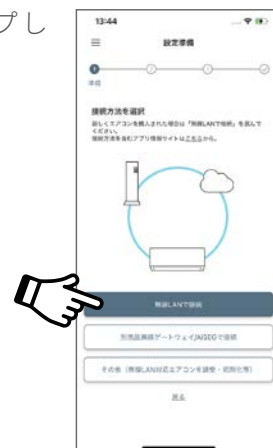 プし
13:44
設定準備
準備
接続方法を選択
新しくエアコンを購入された場合は「無線LANで接続」を選んで
ください。
接続方法を含むアプリ情報サイトはこちらから。
無線LANで接続
別売品無線ゲートウェイ/AiSEG で接続
その他（無線LAN対応エアコンを譲受・初期化等）
戻る